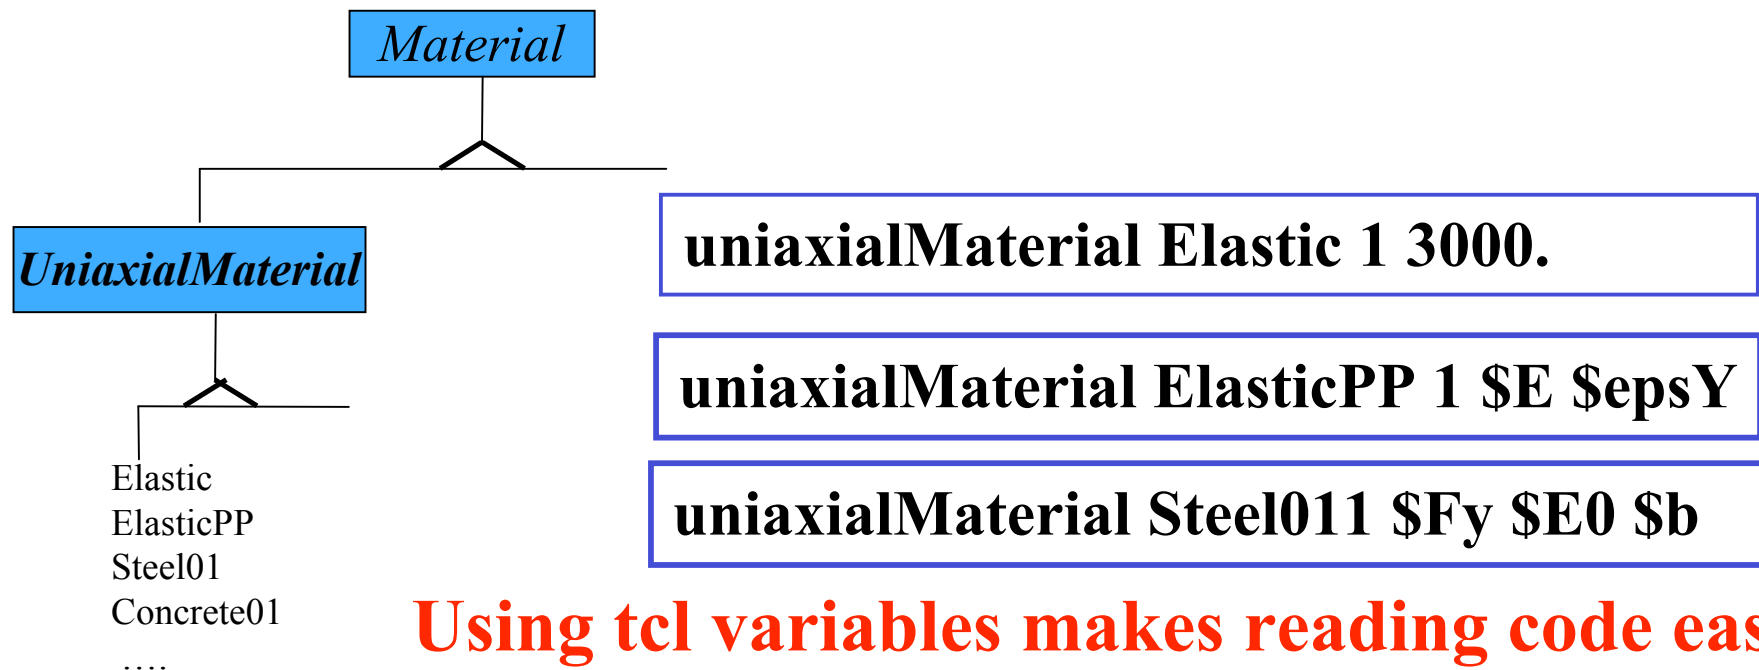 Material
UniaxialMaterial
Elastic
ElasticPP
Steel01
Concrete01
....
uniaxialMaterial Elastic 1 3000.
uniaxialMaterial ElasticPP 1 $E $epsY
uniaxialMaterial Steel011 $Fy $E0 $b
Using tcl variables makes reading code eas